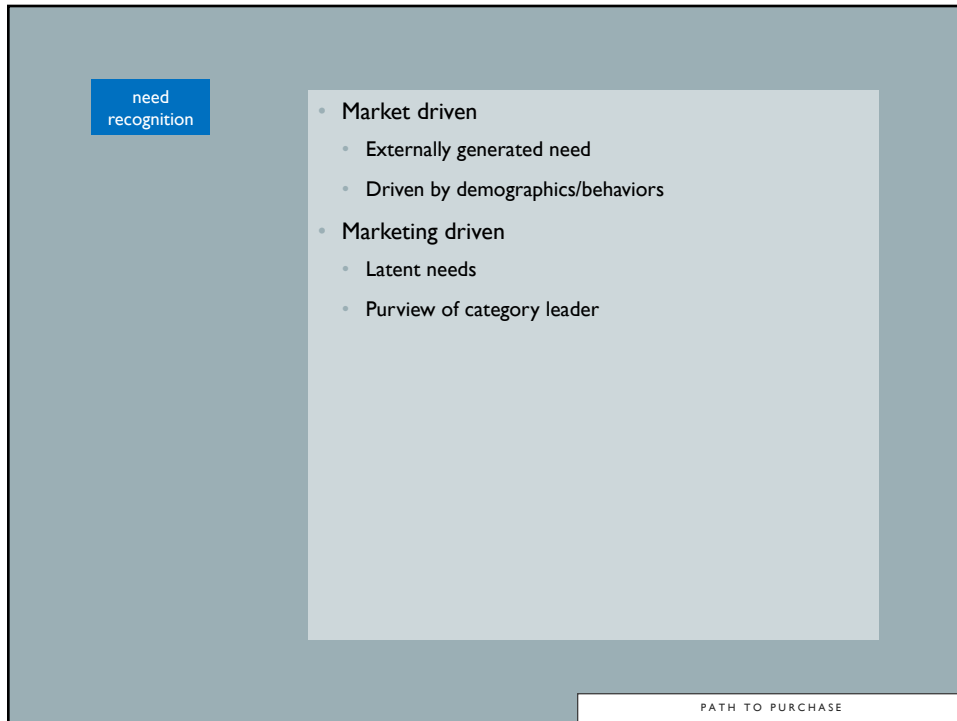 need
recognition
• Market driven
• Externally generated need
• Driven by demographics/behaviors
• Marketing driven
• Latent needs
• Purview of category leader
PATH TO PURCHASE